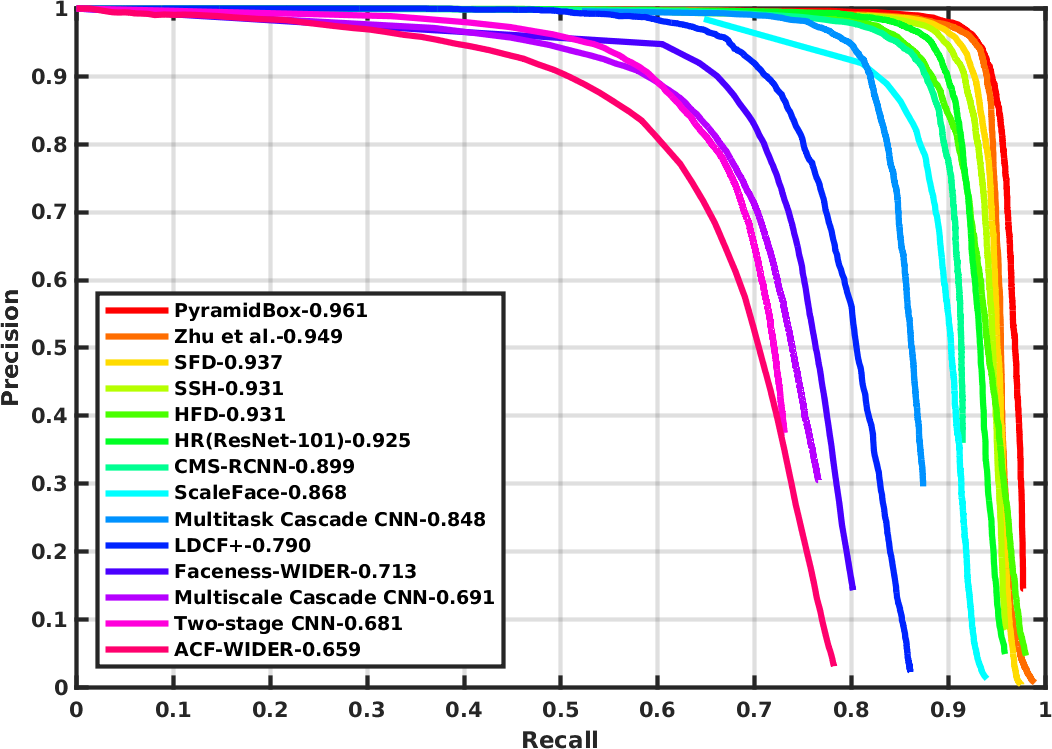 1
0.9
0.8
0.7
0.6
0.5
0.4
0.3
0.2
0.1
0
Precision
PyramidBox-0.961
Zhu et al.-0.949
SFD-0.937
SSH-0.931
HFD-0.931
HR(ResNet-101)-0.925
CMS-RCNN-0.899
ScaleFace-0.868
Multitask Cascade CNN-0.848
LDCF+-0.790
Faceness-WIDER-0.713
Multiscale Cascade CNN-0.691
Two-stage CNN-0.681
ACF-WIDER-0.659
0 0.1 0.2 0.3 0.4 0.5 0.6 0.7 0.8 0.9 1
Recall